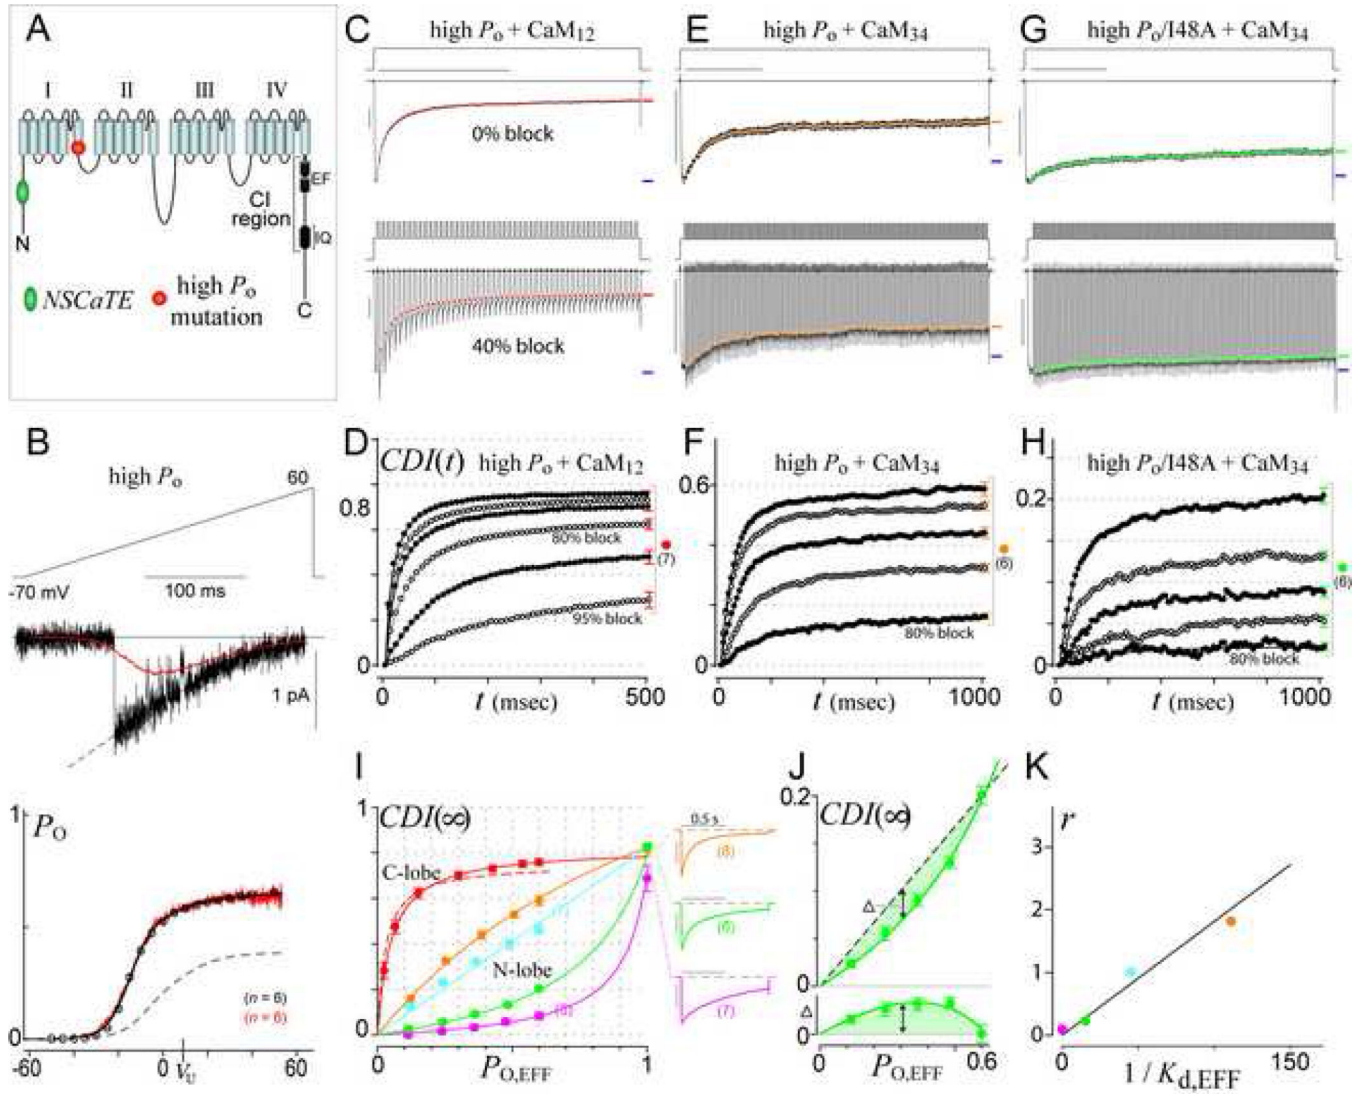 A
I II III IV
EF
CI
region
IQ
N
C
NSCaTE
high Po
mutation
B
high Po
60
-70 mV
100 ms
1 pA
1
PO
(n = 6)
(n = 6)
0
-60 0 VU 60
C
high Po + CaM12
0% block
40% block
D
CDI(t) high Po + CaM12
0.8
80% block
(7)
95% block
0
0 t (msec) 500
E
high Po + CaM34
F
high Po + CaM34
0.6
(6)
80% block
0
0 t (msec) 1000
G
high Po/I48A + CaM34
H
high Po/I48A + CaM34
0.2
(6)
80% block
0
0 t (msec) 1000
I
1
CDI(∞)
C-lobe
N-lobe
0
0 PO,EFF 1
0.5 s
(7)
J
0.2
CDI(∞)
Δ
0
Δ
0
0 PO,EFF 0.6
K
r
3
2
1
0
0 150
1 / Kd,EFF